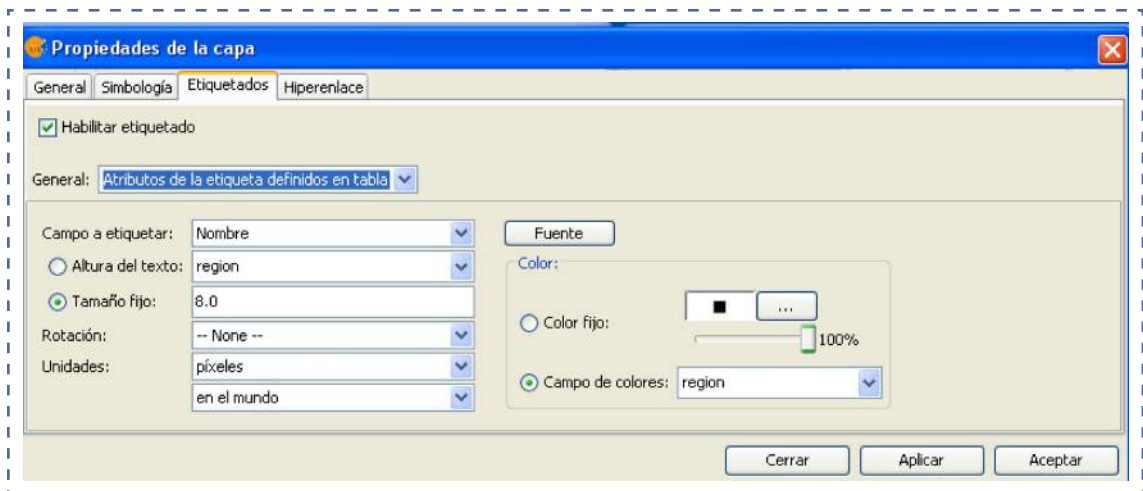 Propiedades de la capa
General Simbología Etiquetados Hiperenlace
Habilitar etiquetado
General: Atributos de la etiqueta definidos en tabla
Campo a etiquetar: Nombre
Altura del texto: region
Tamaño fijo: 8.0
Rotación: -- None --
Unidades: píxeles
en el mundo
Fuente
Color:
Color fijo: ...
100%
Campo de colores: region
Cerrar Aplicar Aceptar